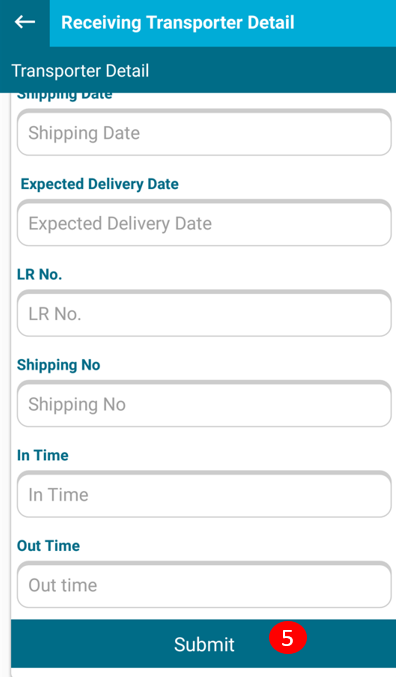 Receiving Transporter Detail
Transporter Detail
Shipping Date
Shipping Date
Expected Delivery Date
Expected Delivery Date
LR No.
LR No.
Shipping No
Shipping No
In Time
In Time
Out Time
Out time
Submit 5